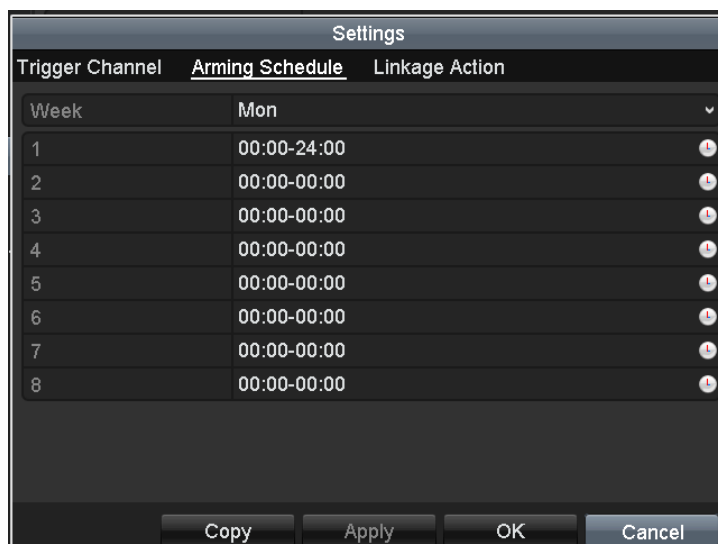 Settings
Trigger Channel Arming Schedule Linkage Action
Week Mon
1 00:00-24:00
2 00:00-00:00
3 00:00-00:00
4 00:00-00:00
5 00:00-00:00
6 00:00-00:00
7 00:00-00:00
8 00:00-00:00
Copy Apply OK Cancel